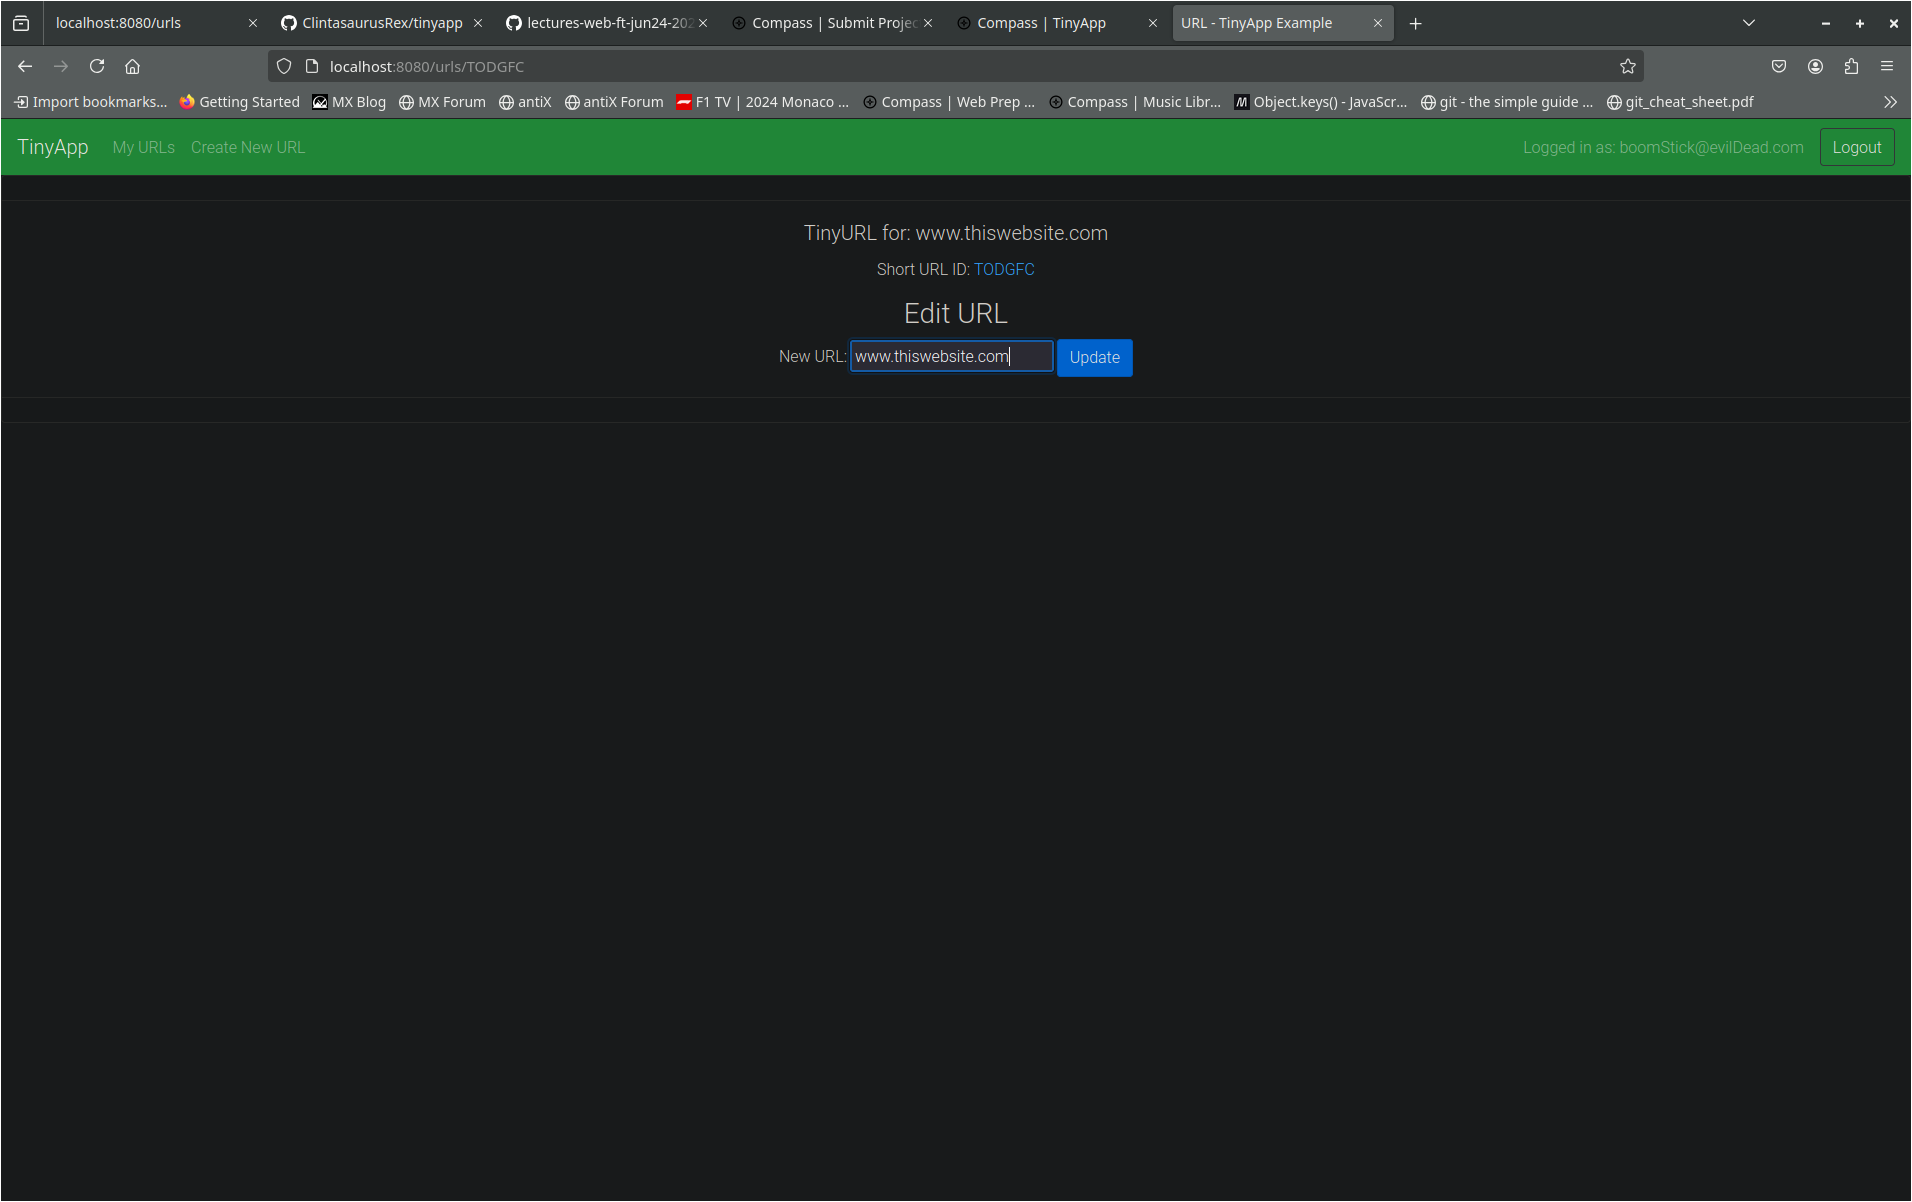 localhost:8080/urls ClintasaurusRex/tinyapp lectures-web-ft-jun24-202 Compass | Submit Projec Compass | TinyApp URL - TinyApp Example
localhost:8080/urls/TODGFC
Import bookmarks... Getting Started MX Blog MX Forum antiX antiX Forum F1 TV | 2024 Monaco ... Compass | Web Prep ... Compass | Music Libr... Object.keys() - JavaScr... git - the simple guide ... git_cheat_sheet.pdf
TinyApp My URLs Create New URL Logged in as: boomStick@evilDead.com Logout
TinyURL for: www.thiswebsite.com
Short URL ID: TODGFC
Edit URL
New URL: www.thiswebsite.com Update